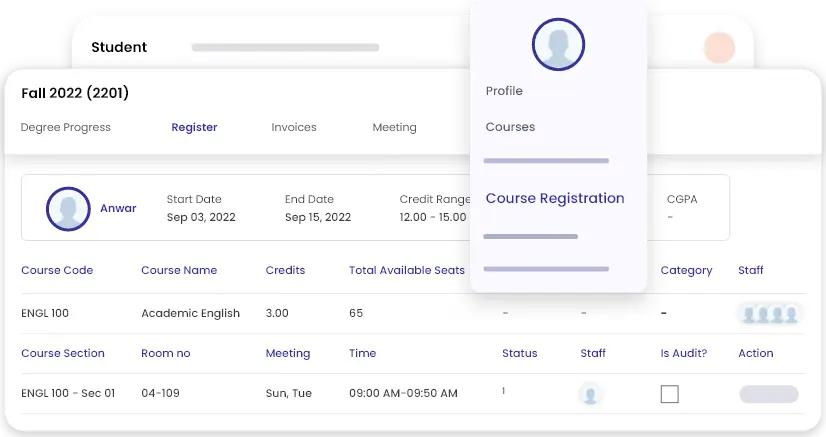 Student
Fall 2022 (2201)
Degree Progress Register Invoices Meeting
Profile
Courses
Course Registration
Anwar
Start Date End Date Credit Range CGPA
Sep 03, 2022 Sep 15, 2022 12.00 - 15.00 -
Course Code Course Name Credits Total Available Seats Category Staff
ENGL 100 Academic English 3.00 65 - - -
Course Section Room no Meeting Time Status Staff Is Audit? Action
ENGL 100 - Sec 01 04-109 Sun, Tue 09:00 AM-09:50 AM 1